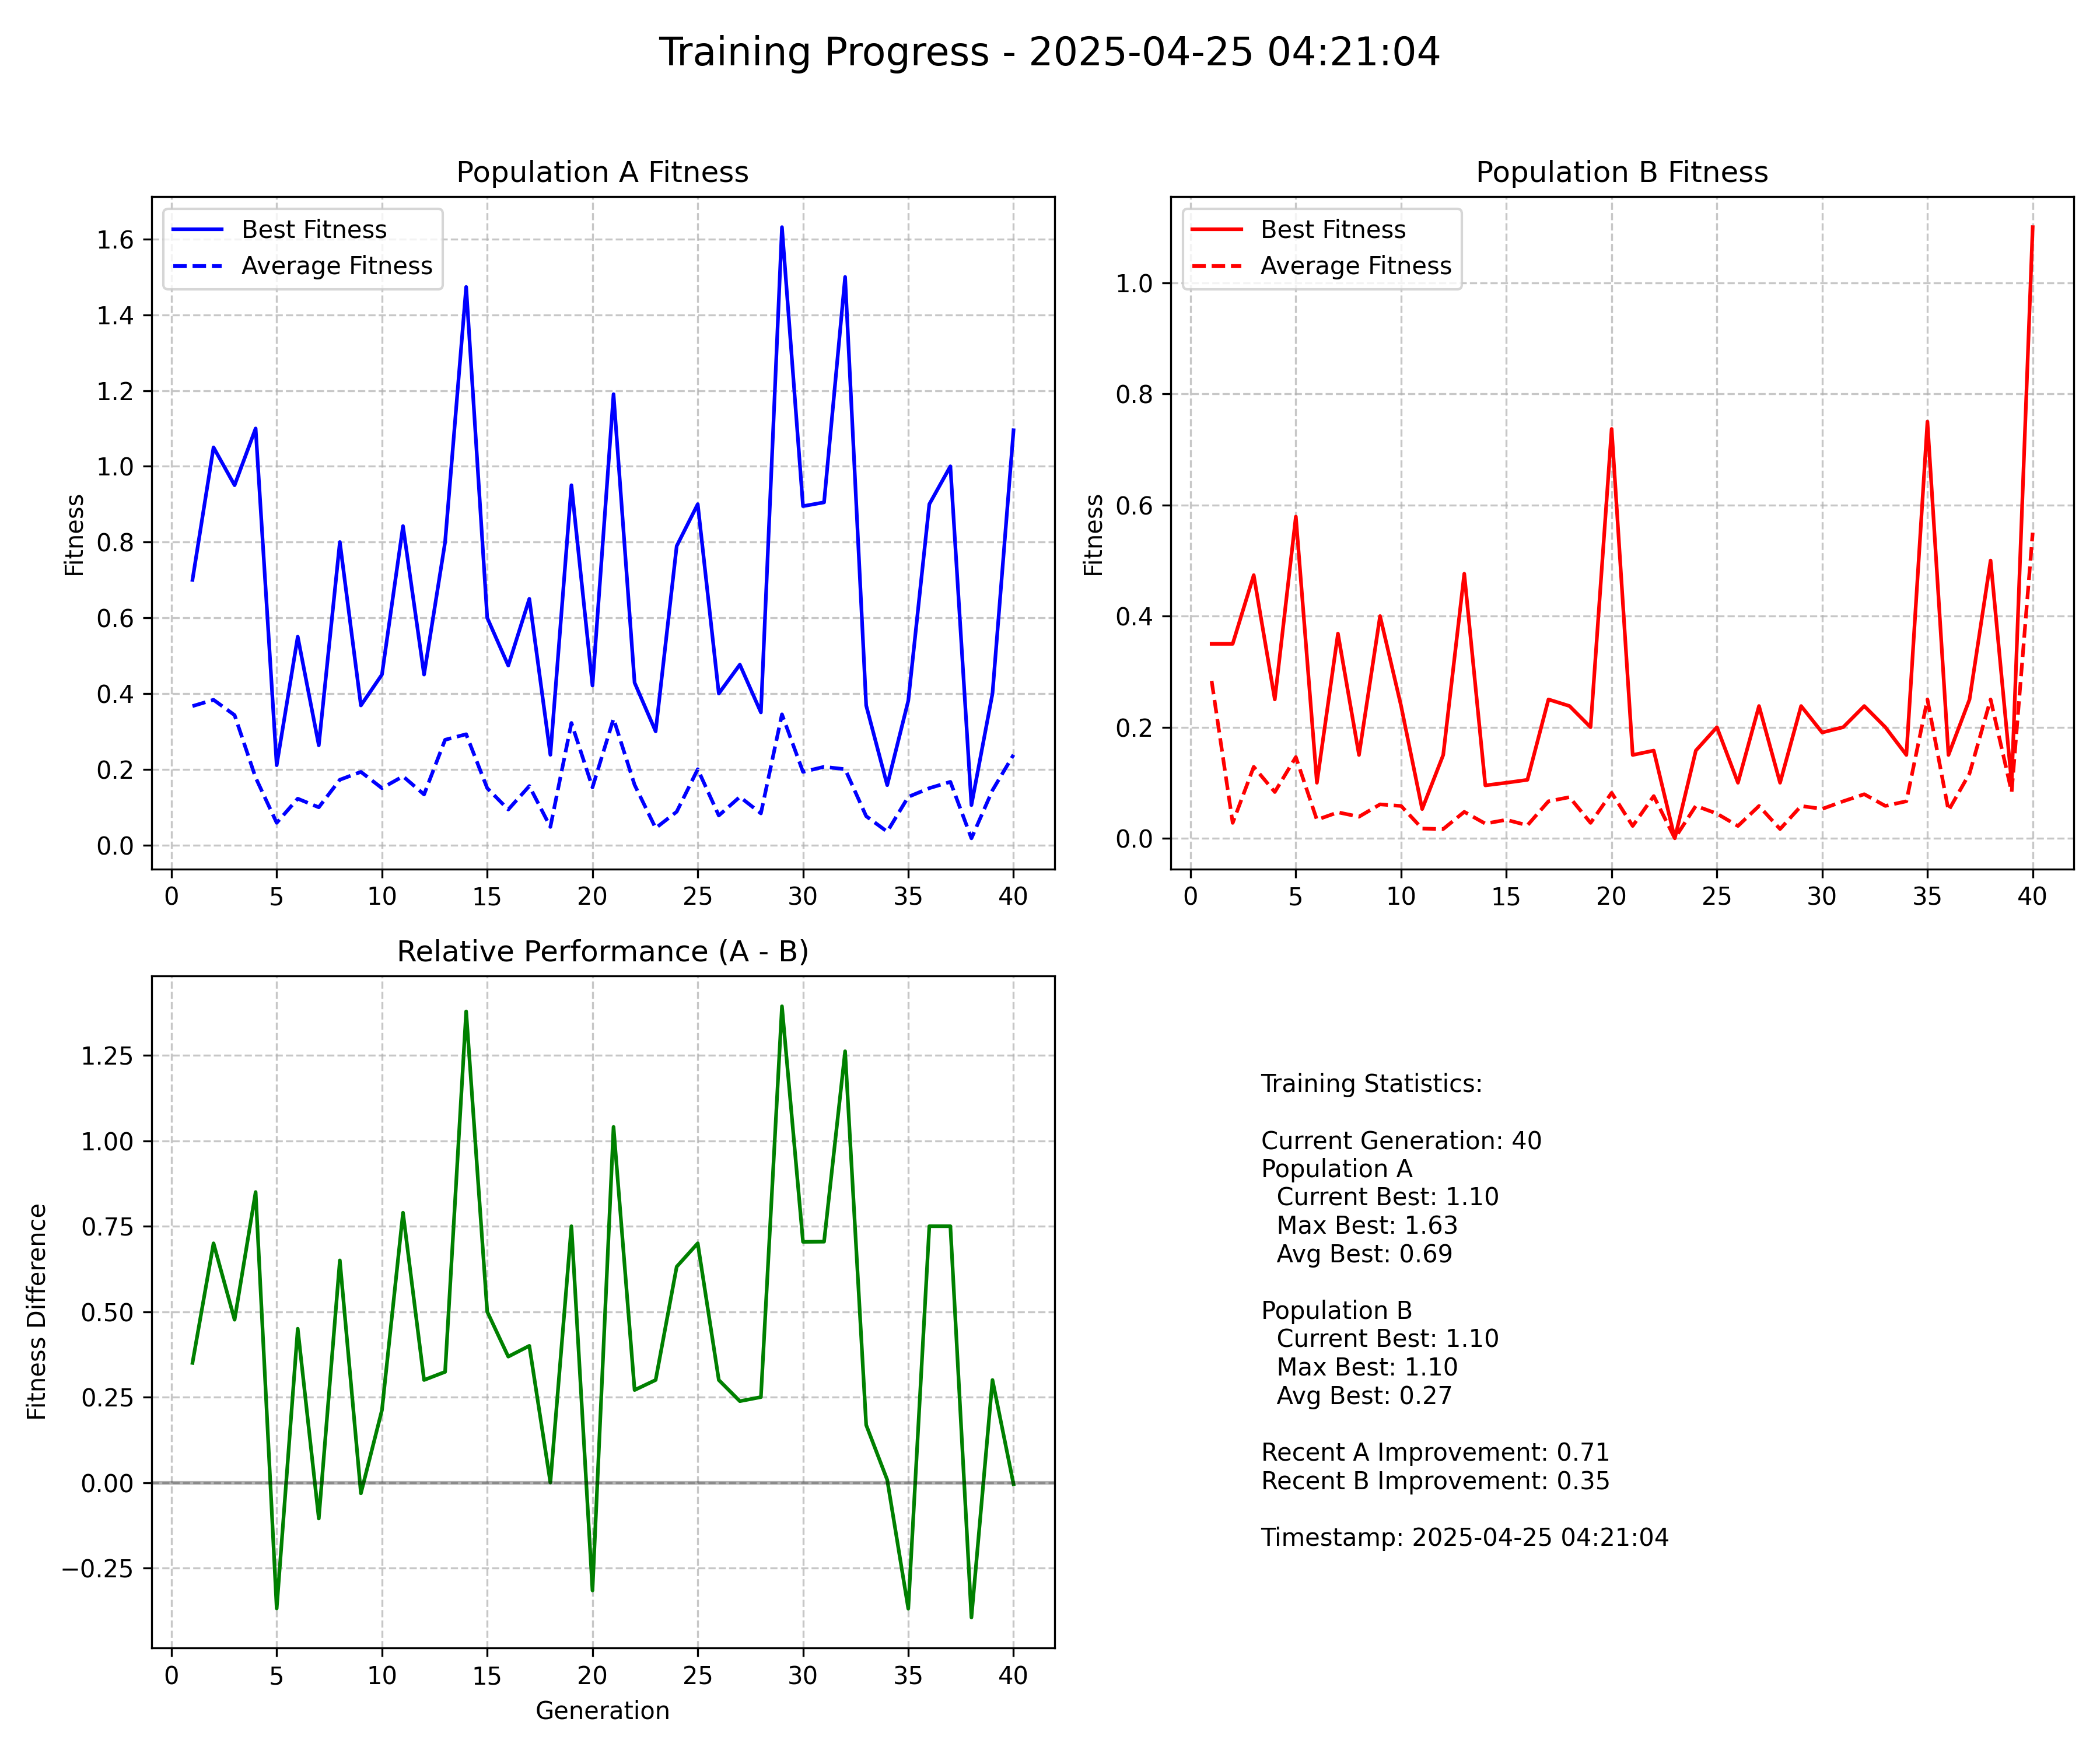 Training Progress - 2025-04-25 04:21:04
Population A Fitness
Best Fitness
Average Fitness
Fitness
1.6
1.4
1.2
1.0
0.8
0.6
0.4
0.2
0.0
0 5 10 15 20 25 30 35 40
Population B Fitness
Best Fitness
Average Fitness
Fitness
1.0
0.8
0.6
0.4
0.2
0.0
0 5 10 15 20 25 30 35 40
Relative Performance (A - B)
Fitness Difference
1.25
1.00
0.75
0.50
0.25
0.00
−0.25
0 5 10 15 20 25 30 35 40
Generation
Training Statistics:
Current Generation: 40
Population A
Current Best: 1.10
Max Best: 1.63
Avg Best: 0.69
Population B
Current Best: 1.10
Max Best: 1.10
Avg Best: 0.27
Recent A Improvement: 0.71
Recent B Improvement: 0.35
Timestamp: 2025-04-25 04:21:04